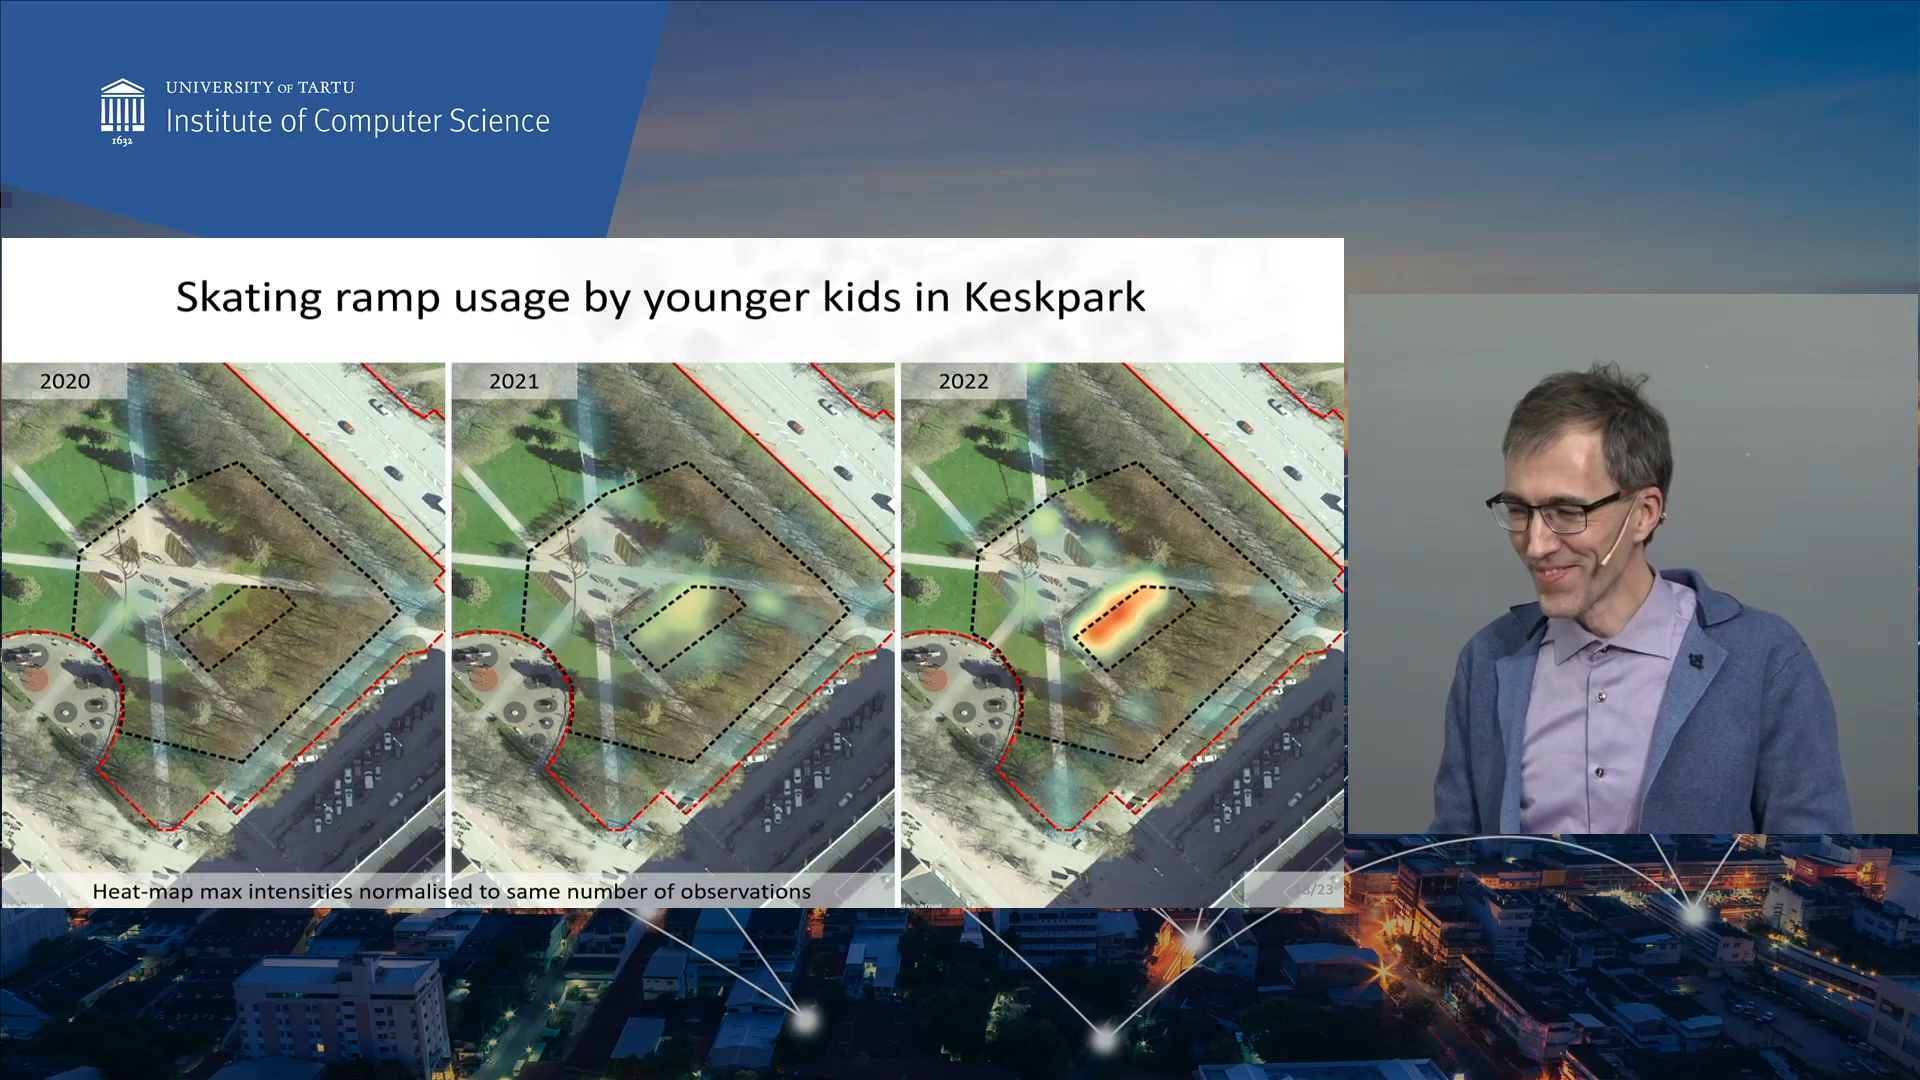 UNIVERSITY OF TARTU
Institute of Computer Science
1632
Skating ramp usage by younger kids in Keskpark
2020
2021
2022
Heat-map max intensities normalised to same number of observations
/23